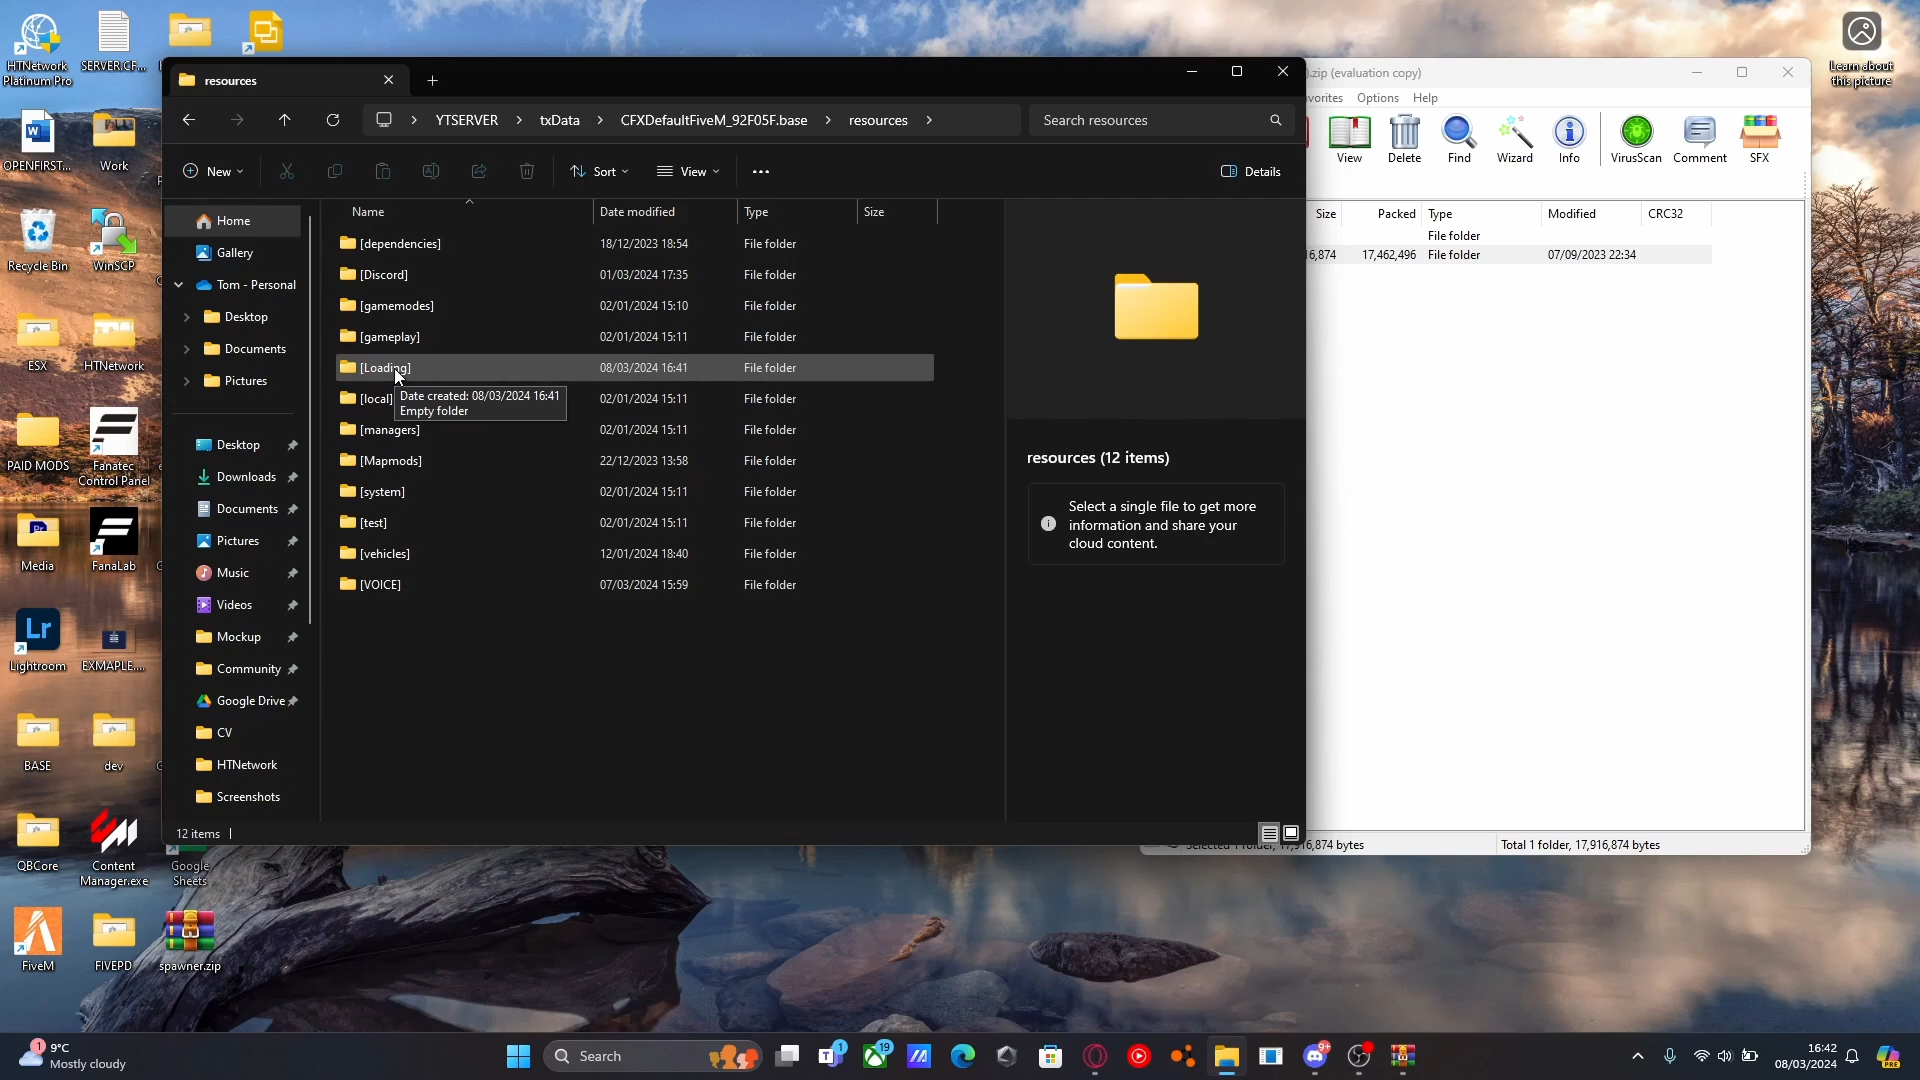 HTNetwork
Platinum Pro
SERVER.CF...
Learn about
this picture
OPENFIRST...
Work
Recycle Bin
WinSCP
ESX
HTNetwork
PAID MODS
Fanatec
Control Panel
Media
FanaLab
Lightroom
EXMAPLE....
BASE
dev
QBCore
Content
Manager.exe
Google
Sheets
FiveM
FIVEPD
spawner.zip
resources
YTSERVER
txData
CFXDefaultFiveM_92F05F.base
resources
Search resources
New
Sort
View
Details
Home
Gallery
Tom - Personal
Desktop
Documents
Pictures
Desktop
Downloads
Documents
Pictures
Music
Videos
Mockup
Community
Google Drive
CV
HTNetwork
Screenshots
Name Date modified Type Size
[dependencies] 18/12/2023 18:54 File folder
[Discord] 01/03/2024 17:35 File folder
[gamemodes] 02/01/2024 15:10 File folder
[gameplay] 02/01/2024 15:11 File folder
[Loading] 08/03/2024 16:41 File folder
[local] 02/01/2024 15:11 File folder
Date created: 08/03/2024 16:41
Empty folder
[managers] 02/01/2024 15:11 File folder
[Mapmods] 22/12/2023 13:58 File folder
[system] 02/01/2024 15:11 File folder
[test] 02/01/2024 15:11 File folder
[vehicles] 12/01/2024 18:40 File folder
[VOICE] 07/03/2024 15:59 File folder
resources (12 items)
Select a single file to get more
information and share your
cloud content.
12 items
.zip (evaluation copy)
Options Help
View Delete Find Wizard Info VirusScan Comment SFX
Size Packed Type Modified CRC32
File folder
6,874 17,462,496 File folder 07/09/2023 22:34
Total 1 folder, 17,916,874 bytes
9°C
Mostly cloudy
Search
1
19
9+
16:42
08/03/2024